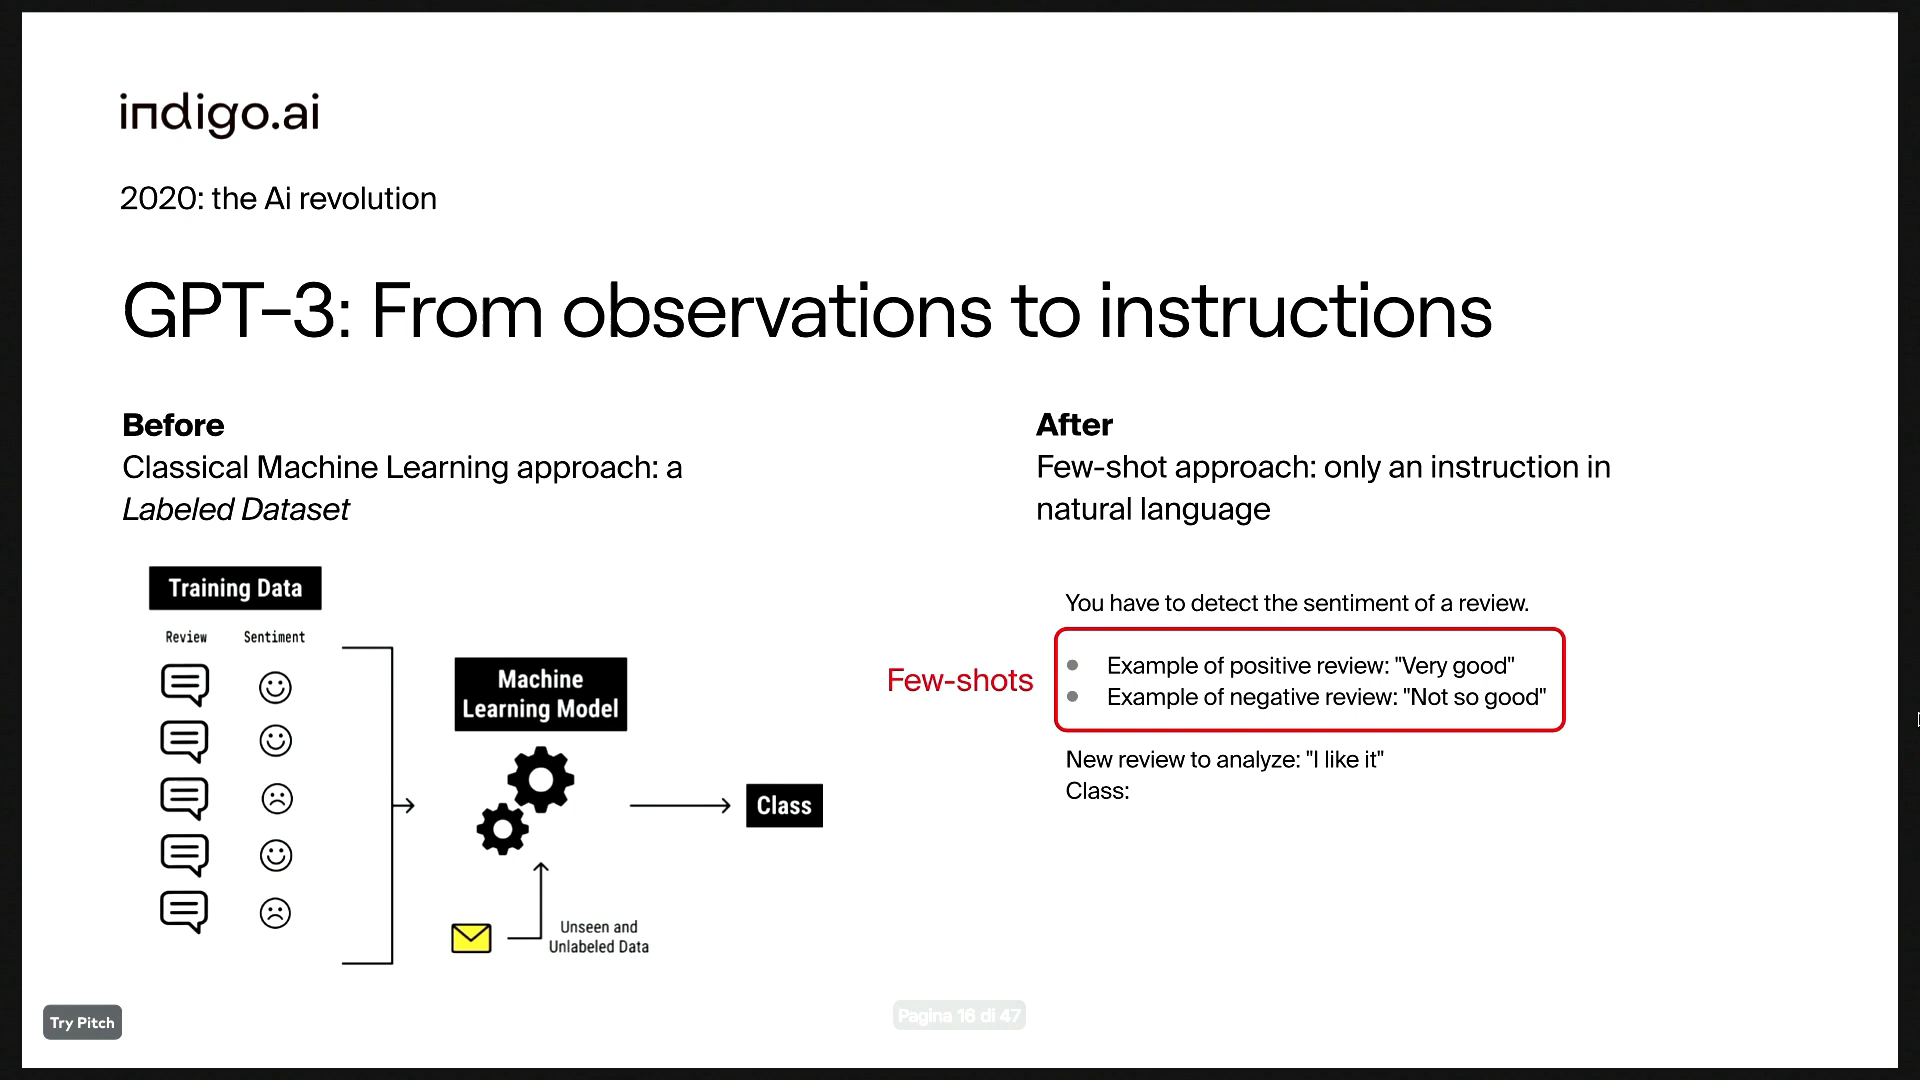 indigo.ai
2020: the Ai revolution
GPT-3: From observations to instructions
Before
Classical Machine Learning approach: a
Labeled Dataset
Training Data
Review Sentiment
Machine
Learning Model
Class
Unseen and
Unlabeled Data
After
Few-shot approach: only an instruction in
natural language
You have to detect the sentiment of a review.
Few-shots
• Example of positive review: "Very good"
• Example of negative review: "Not so good"
New review to analyze: "I like it"
Class:
Try Pitch
Pagina 16 di 47